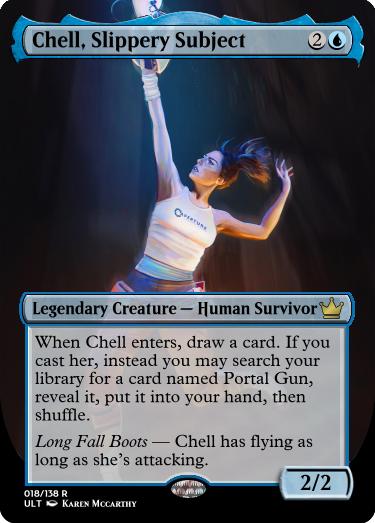 Chell, Slippery Subject 2
APERTURE
Legendary Creature — Human Survivor
When Chell enters, draw a card. If you
cast her, instead you may search your
library for a card named Portal Gun,
reveal it, put it into your hand, then
shuffle.
Long Fall Boots — Chell has flying as
long as she's attacking.
2/2
018/138 R
ULT Karen McCarthy